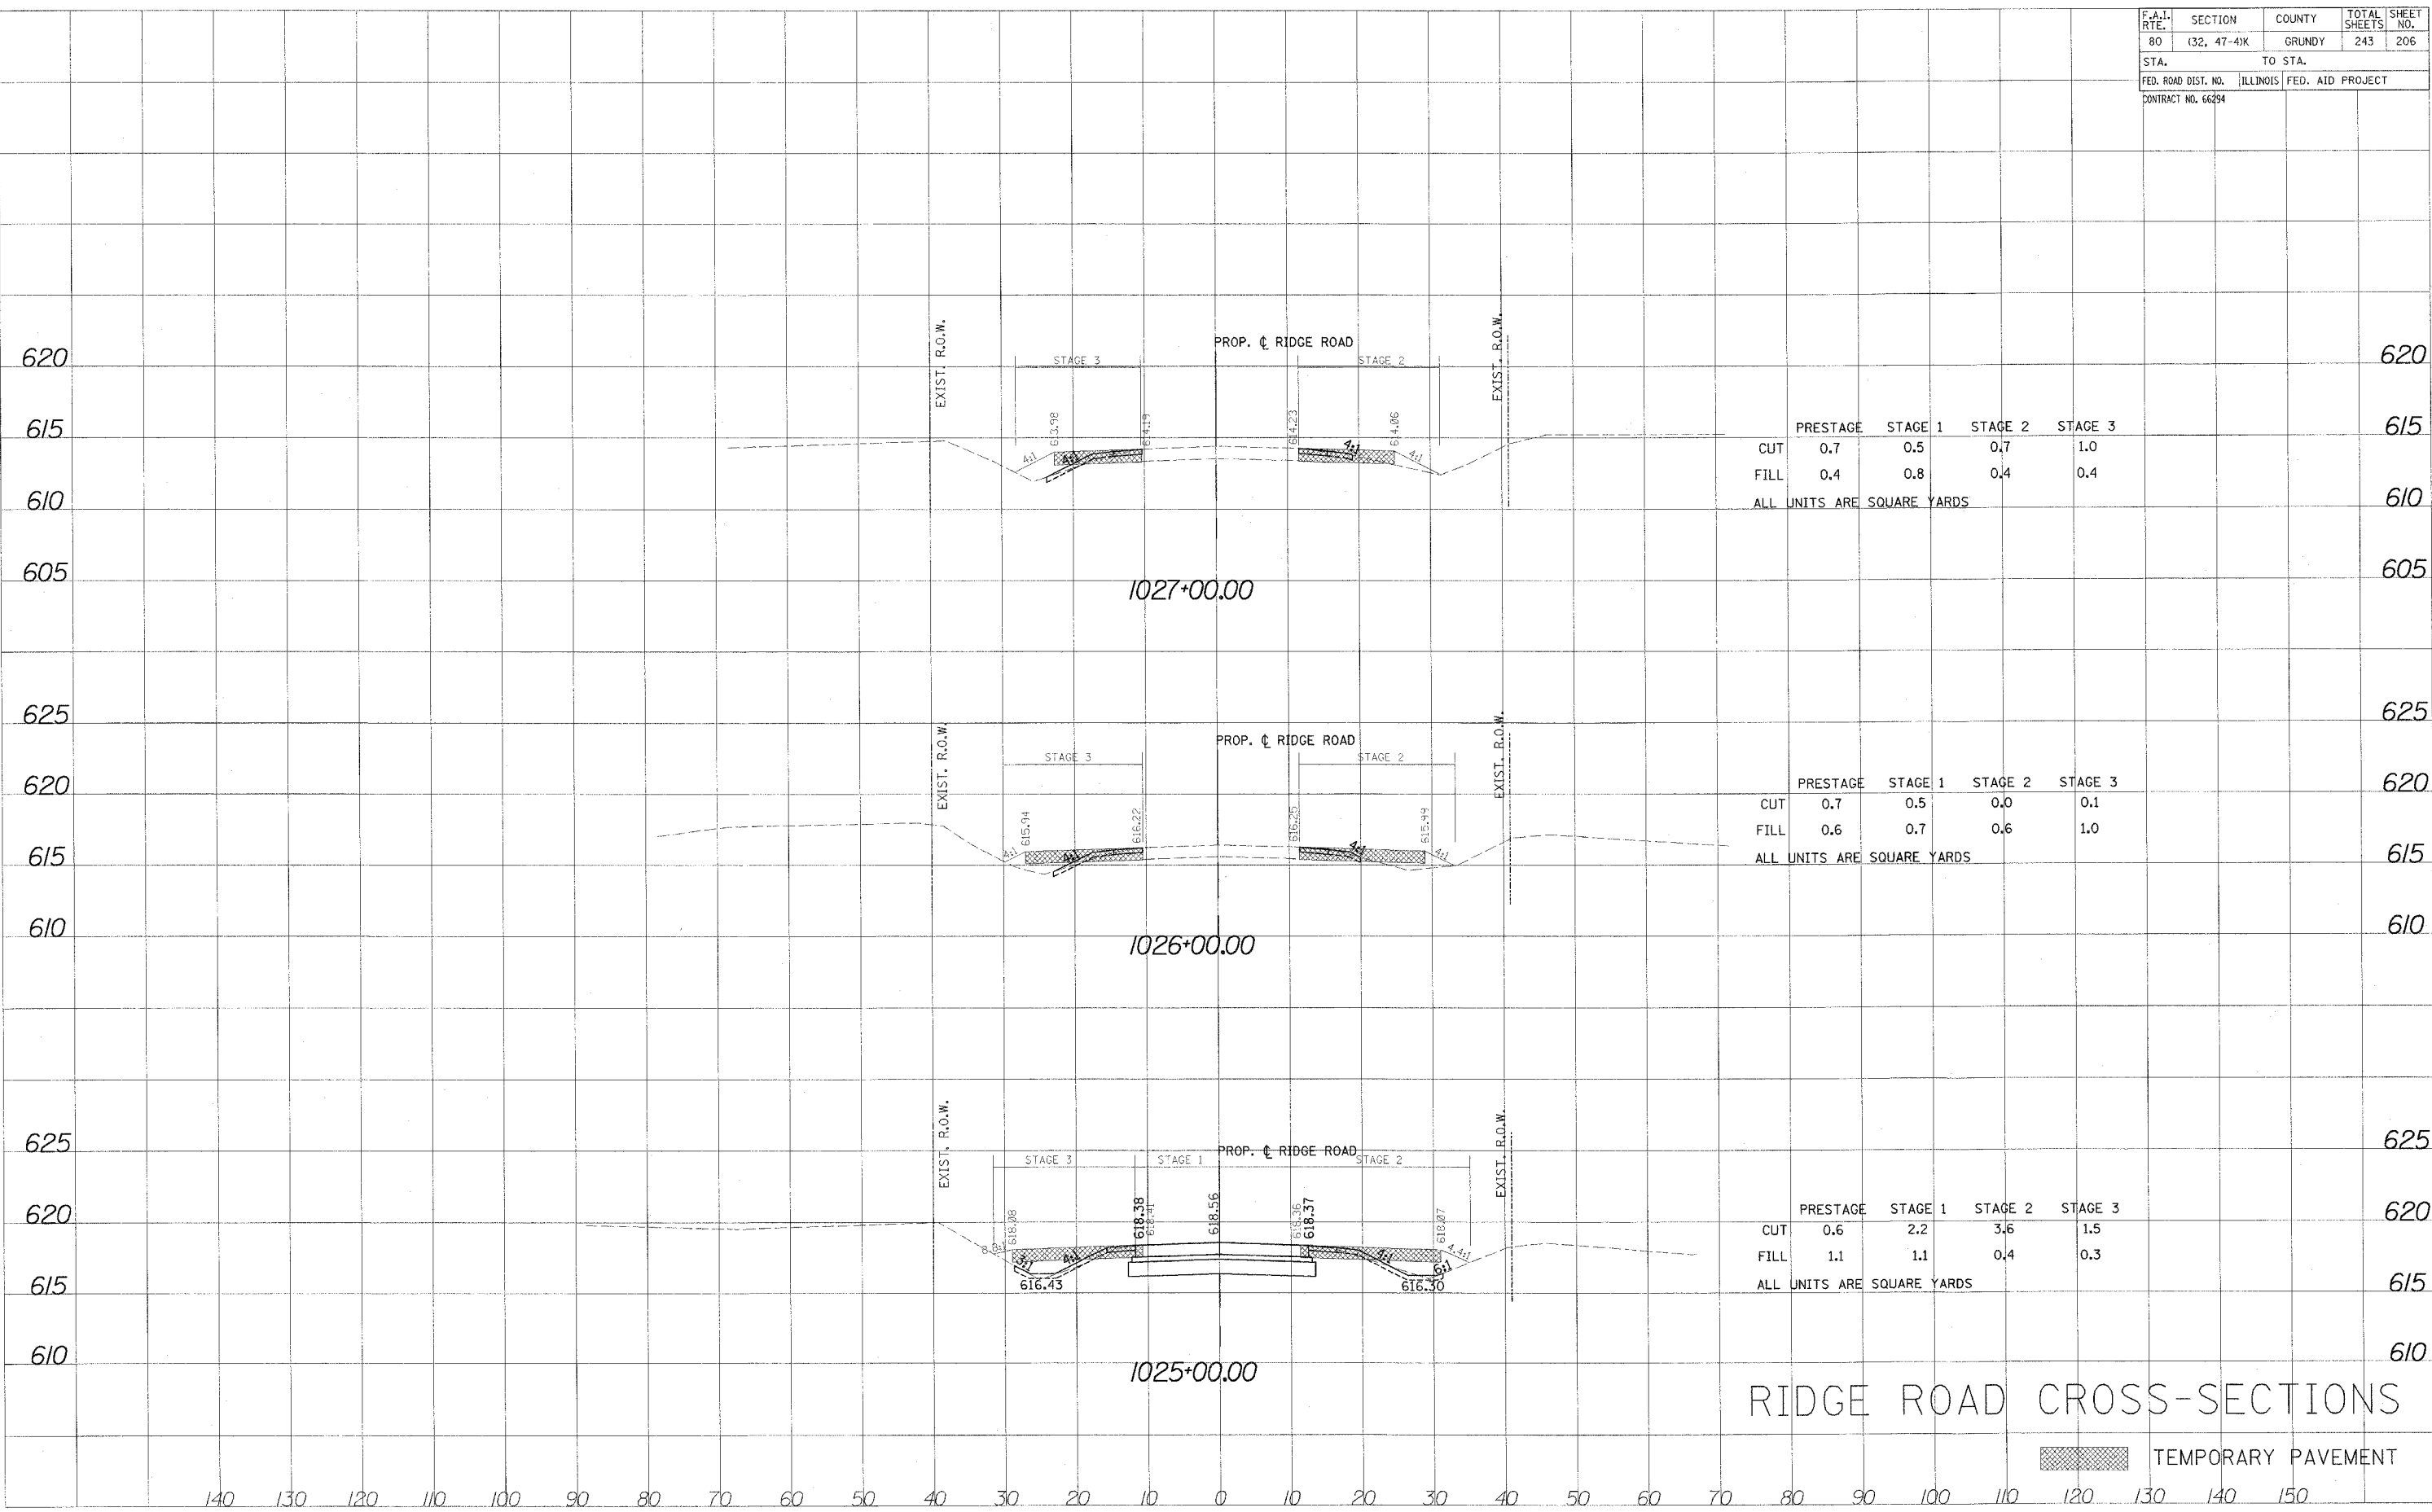 F.A.I. RTE. SECTION COUNTY TOTAL SHEETS SHEET NO.
80 (32, 47-4)K GRUNDY 243 206
STA. TO STA.
FED. ROAD DIST. NO. ILLINOIS FED. AID PROJECT
CONTRACT NO. 66294
EXIST. R.O.W.
PROP. ℄ RIDGE ROAD
EXIST. R.O.W.
STAGE 3
STAGE 2
620 620
615 615
610 610
605 605
613.98
614.19
614.23
614.06
4:1 4:1 4:1 4:1
PRESTAGE STAGE 1 STAGE 2 STAGE 3
CUT 0.7 0.5 0.7 1.0
FILL 0.4 0.8 0.4 0.4
ALL UNITS ARE SQUARE YARDS
1027+00.00
625 625
620 620
615 615
610 610
EXIST. R.O.W.
PROP. ℄ RIDGE ROAD
EXIST. R.O.W.
STAGE 3
STAGE 2
615.94
616.22
616.25
615.99
4:1 4:1 4:1 4:1
PRESTAGE STAGE 1 STAGE 2 STAGE 3
CUT 0.7 0.5 0.0 0.1
FILL 0.6 0.7 0.6 1.0
ALL UNITS ARE SQUARE YARDS
1026+00.00
625 625
620 620
615 615
610 610
EXIST. R.O.W.
PROP. ℄ RIDGE ROAD
EXIST. R.O.W.
STAGE 3 STAGE 1 STAGE 2
618.08
618.38
618.41
618.56
618.36
618.37
618.07
3:1 4:1 4:1 6:1 4.4:1
616.43
616.30
PRESTAGE STAGE 1 STAGE 2 STAGE 3
CUT 0.6 2.2 3.6 1.5
FILL 1.1 1.1 0.4 0.3
ALL UNITS ARE SQUARE YARDS
1025+00.00
RIDGE ROAD CROSS-SECTIONS
TEMPORARY PAVEMENT
140 130 120 110 100 90 80 70 60 50 40 30 20 10 0 10 20 30 40 50 60 70 80 90 100 110 120 130 140 150